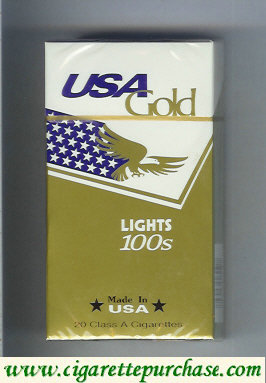 USA
Gold
LIGHTS
100s
Made In
★ USA ★
20 Class A Cigarettes
www.cigarettepurchase.com